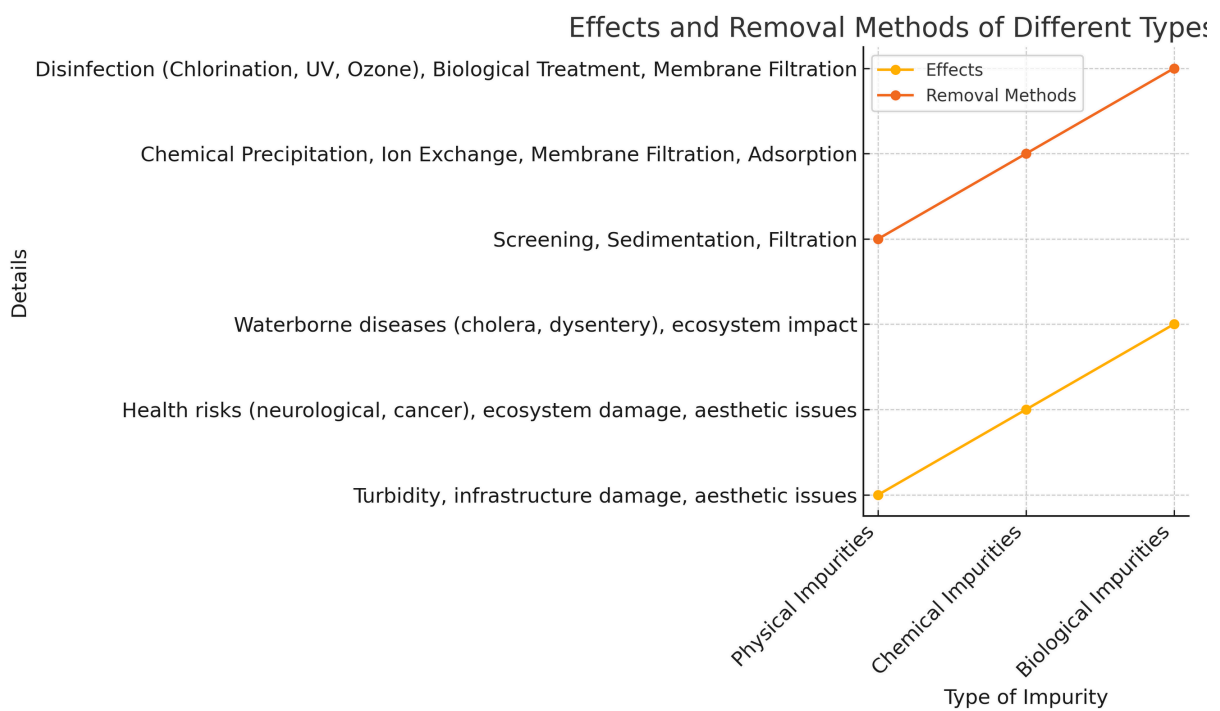 Effects and Removal Methods of Different Types
Disinfection (Chlorination, UV, Ozone), Biological Treatment, Membrane Filtration
Effects
Removal Methods
Chemical Precipitation, Ion Exchange, Membrane Filtration, Adsorption
Screening, Sedimentation, Filtration
Details
Waterborne diseases (cholera, dysentery), ecosystem impact
Health risks (neurological, cancer), ecosystem damage, aesthetic issues
Turbidity, infrastructure damage, aesthetic issues
Physical Impurities
Chemical Impurities
Biological Impurities
Type of Impurity